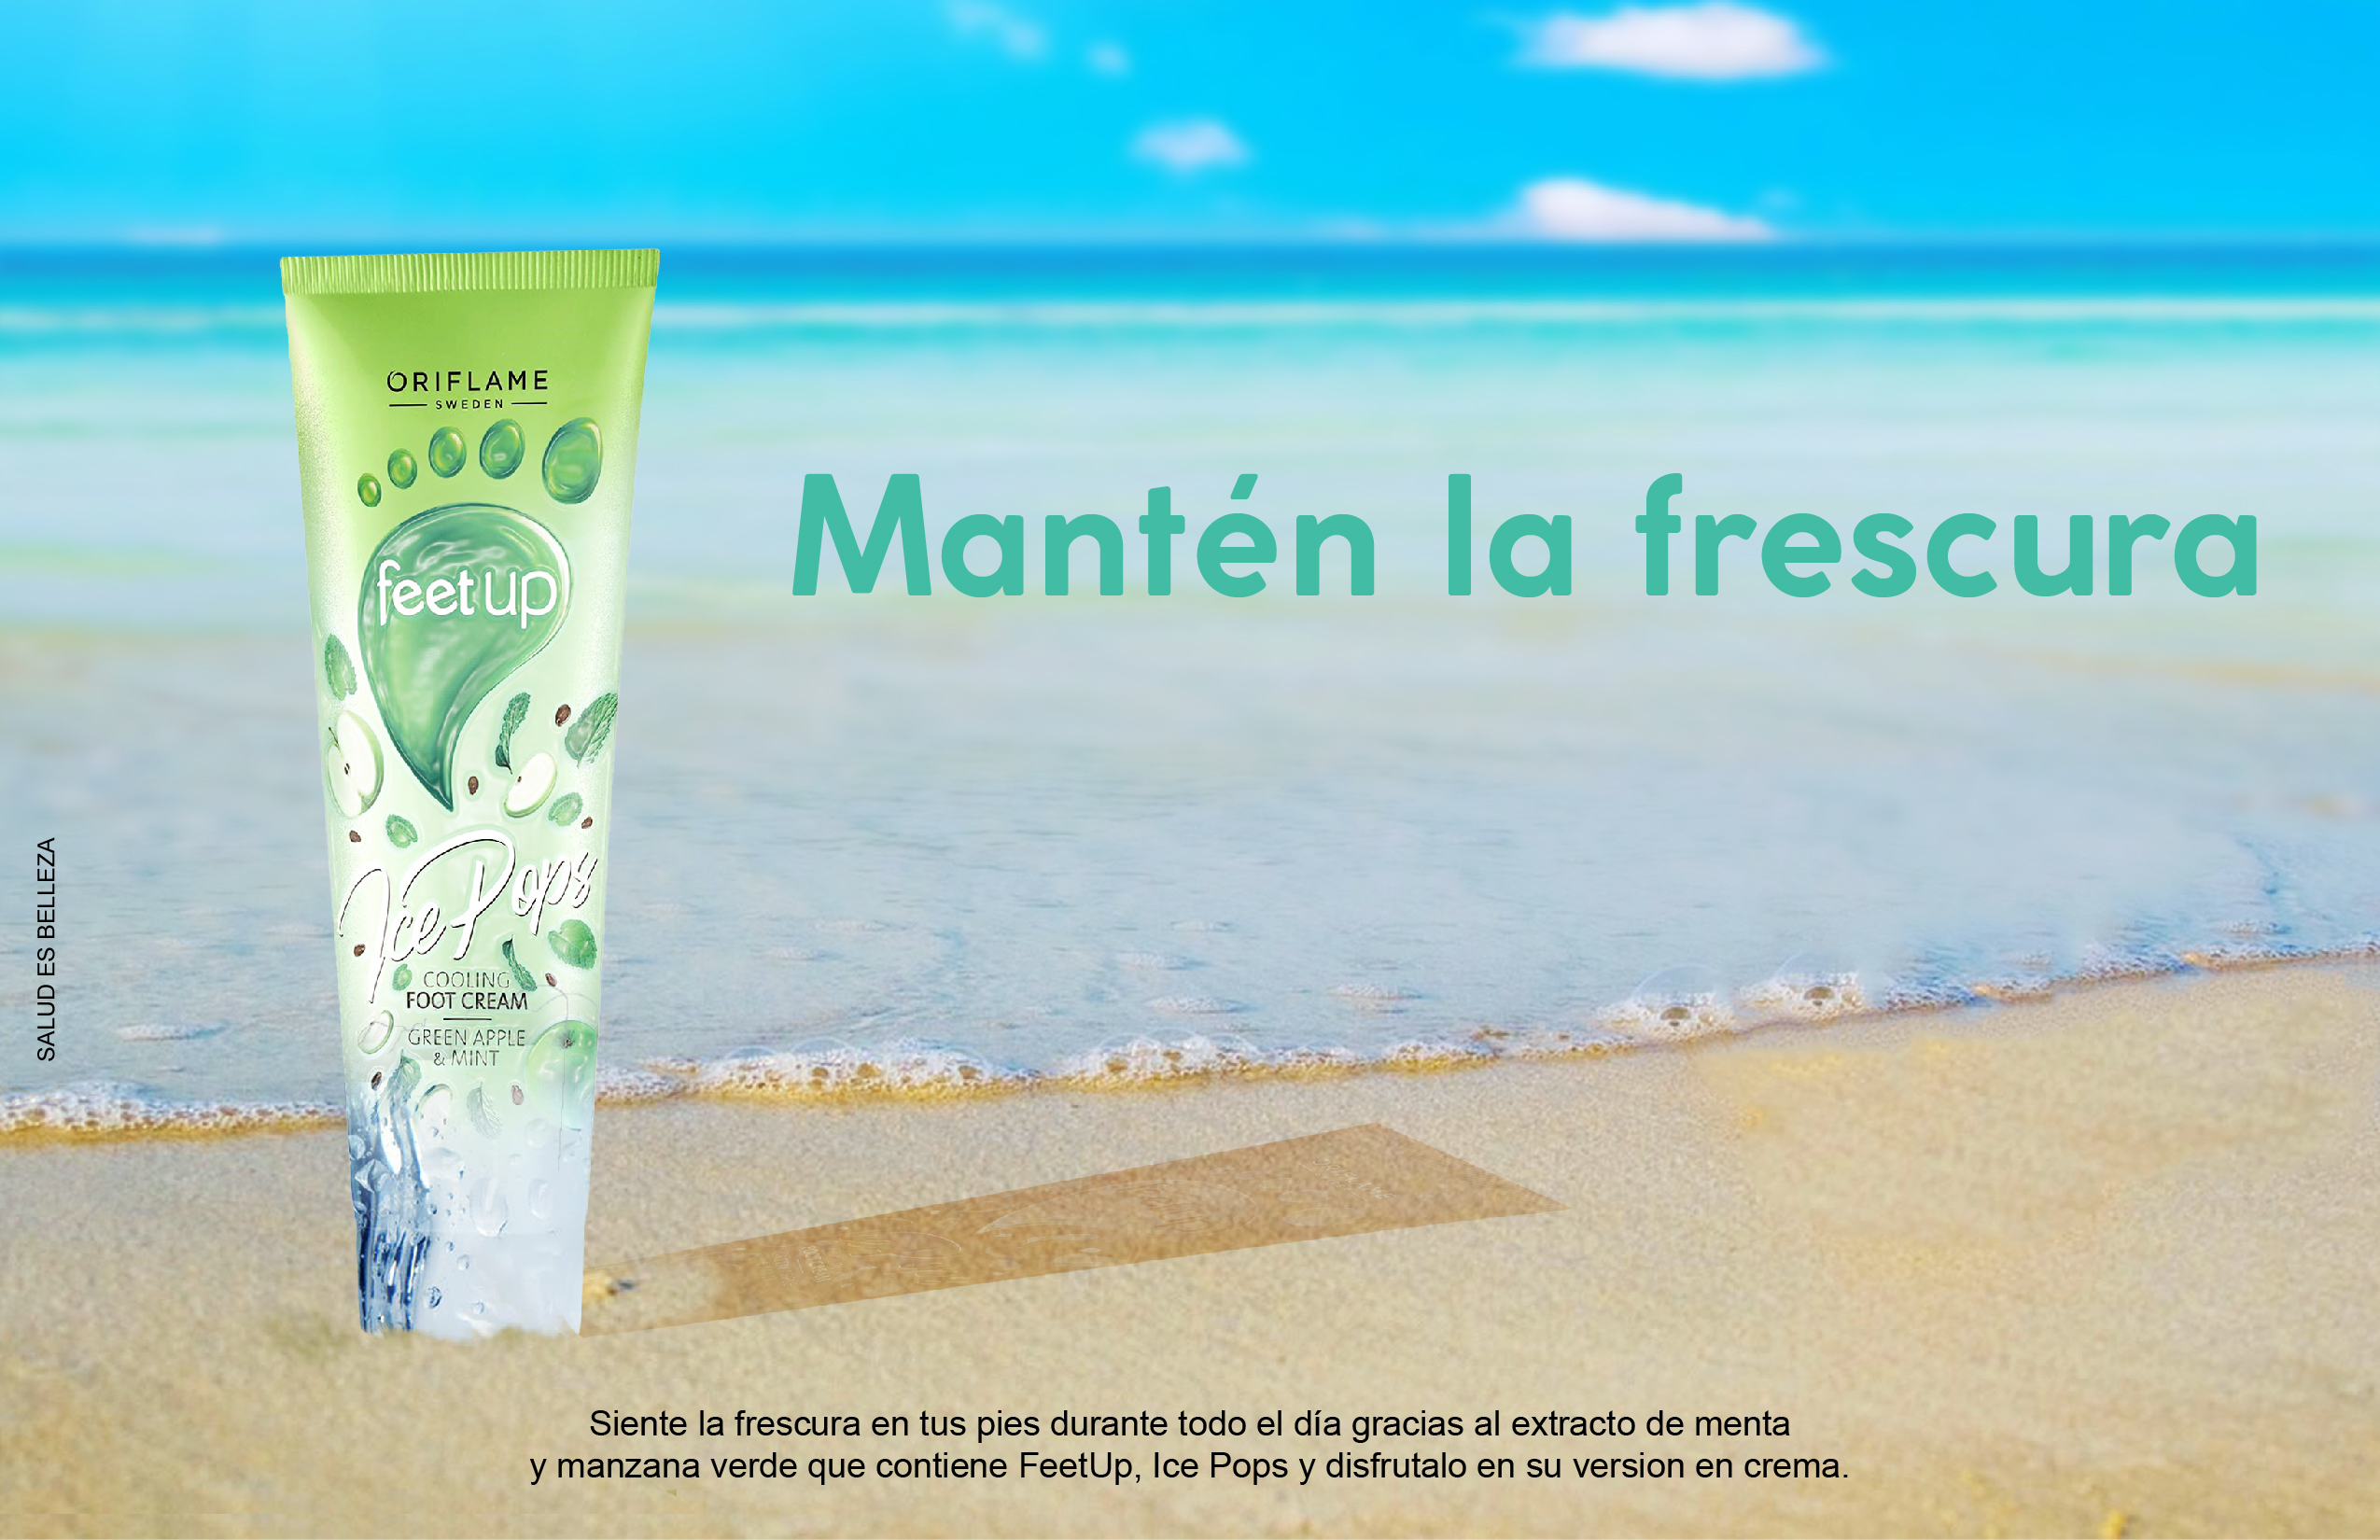 ORIFLAME
SWEDEN
feet up
Mantén la frescura
Ice Pops
COOLING
FOOT CREAM
GREEN APPLE
& MINT
SALUD ES BELLEZA
Siente la frescura en tus pies durante todo el día gracias al extracto de menta
y manzana verde que contiene FeetUp, Ice Pops y disfrutalo en su version en crema.